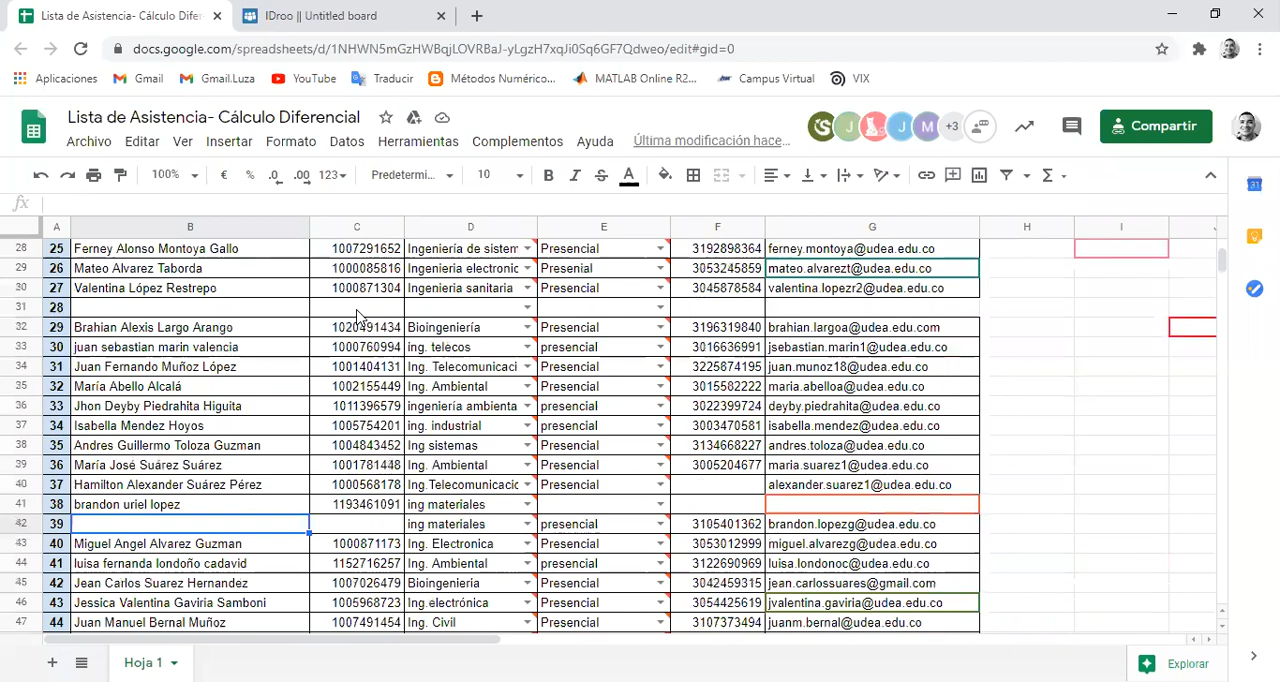 Lista de Asistencia- Cálculo Difer
IDroo || Untitled board
docs.google.com/spreadsheets/d/1NHWN5mGzHWBqjLOVRBaJ-yLgzH7xqJi0Sq6GF7Qdweo/edit#gid=0
Aplicaciones Gmail Gmail.Luza YouTube Traducir Métodos Numéric... MATLAB Online R2... Campus Virtual VIX
Lista de Asistencia- Cálculo Diferencial
+3
Compartir
Archivo Editar Ver Insertar Formato Datos Herramientas Complementos Ayuda Última modificación hace...
100% € % .0 .00 123 Predetermi... 10 B I S A Σ
fx
A B C D E F G H I
28 25 Ferney Alonso Montoya Gallo 1007291652 Ingeniería de sistem Presencial 3192898364 ferney.montoya@udea.edu.co
29 26 Mateo Alvarez Taborda 1000085816 Ingenieria electronic Presenial 3053245859 mateo.alvarezt@udea.edu.co
30 27 Valentina López Restrepo 1000871304 Ingenieria sanitaria Presencial 3045878584 valentina.lopezr2@udea.edu.co
31 28
32 29 Brahian Alexis Largo Arango 1020491434 Bioingeniería Presencial 3196319840 brahian.largoa@udea.edu.com
33 30 juan sebastian marin valencia 1000760994 ing. telecos presencial 3016636991 jsebastian.marin1@udea.edu.co
34 31 Juan Fernando Muñoz López 1001404131 Ing. Telecomunicaci Presencial 3225874195 juan.munoz18@udea.edu.co
35 32 María Abello Alcalá 1002155449 Ing. Ambiental Presencial 3015582222 maria.abelloa@udea.edu.co
36 33 Jhon Deyby Piedrahita Higuita 1011396579 ingeniería ambienta presencial 3022399724 deyby.piedrahita@udea.edu.co
37 34 Isabella Mendez Hoyos 1005754201 ing. industrial presencial 3003470581 isabella.mendez@udea.edu.co
38 35 Andres Guillermo Toloza Guzman 1004843452 Ing sistemas Presencial 3134668227 andres.toloza@udea.edu.co
39 36 María José Suárez Suárez 1001781448 Ing. Ambiental Presencial 3005204677 maria.suarez1@udea.edu.co
40 37 Hamilton Alexander Suárez Pérez 1000568178 Ing.Telecomunicacic Presencial alexander.suarez1@udea.edu.co
41 38 brandon uriel lopez 1193461091 ing materiales
42 39 ing materiales presencial 3105401362 brandon.lopezg@udea.edu.co
43 40 Miguel Angel Alvarez Guzman 1000871173 Ing. Electronica Presencial 3053012999 miguel.alvarezg@udea.edu.co
44 41 luisa fernanda londoño cadavid 1152716257 Ing. Ambiental presencial 3122690969 luisa.londonoc@udea.edu.co
45 42 Jean Carlos Suarez Hernandez 1007026479 Bioingenieria Presencial 3042459315 jean.carlossuares@gmail.com
46 43 Jessica Valentina Gaviria Samboni 1005968723 Ing.electrónica Presencial 3054425619 jvalentina.gaviria@udea.edu.co
47 44 Juan Manuel Bernal Muñoz 1007491454 Ing. Civil Presencial 3107373494 juanm.bernal@udea.edu.co
Hoja 1 Explorar